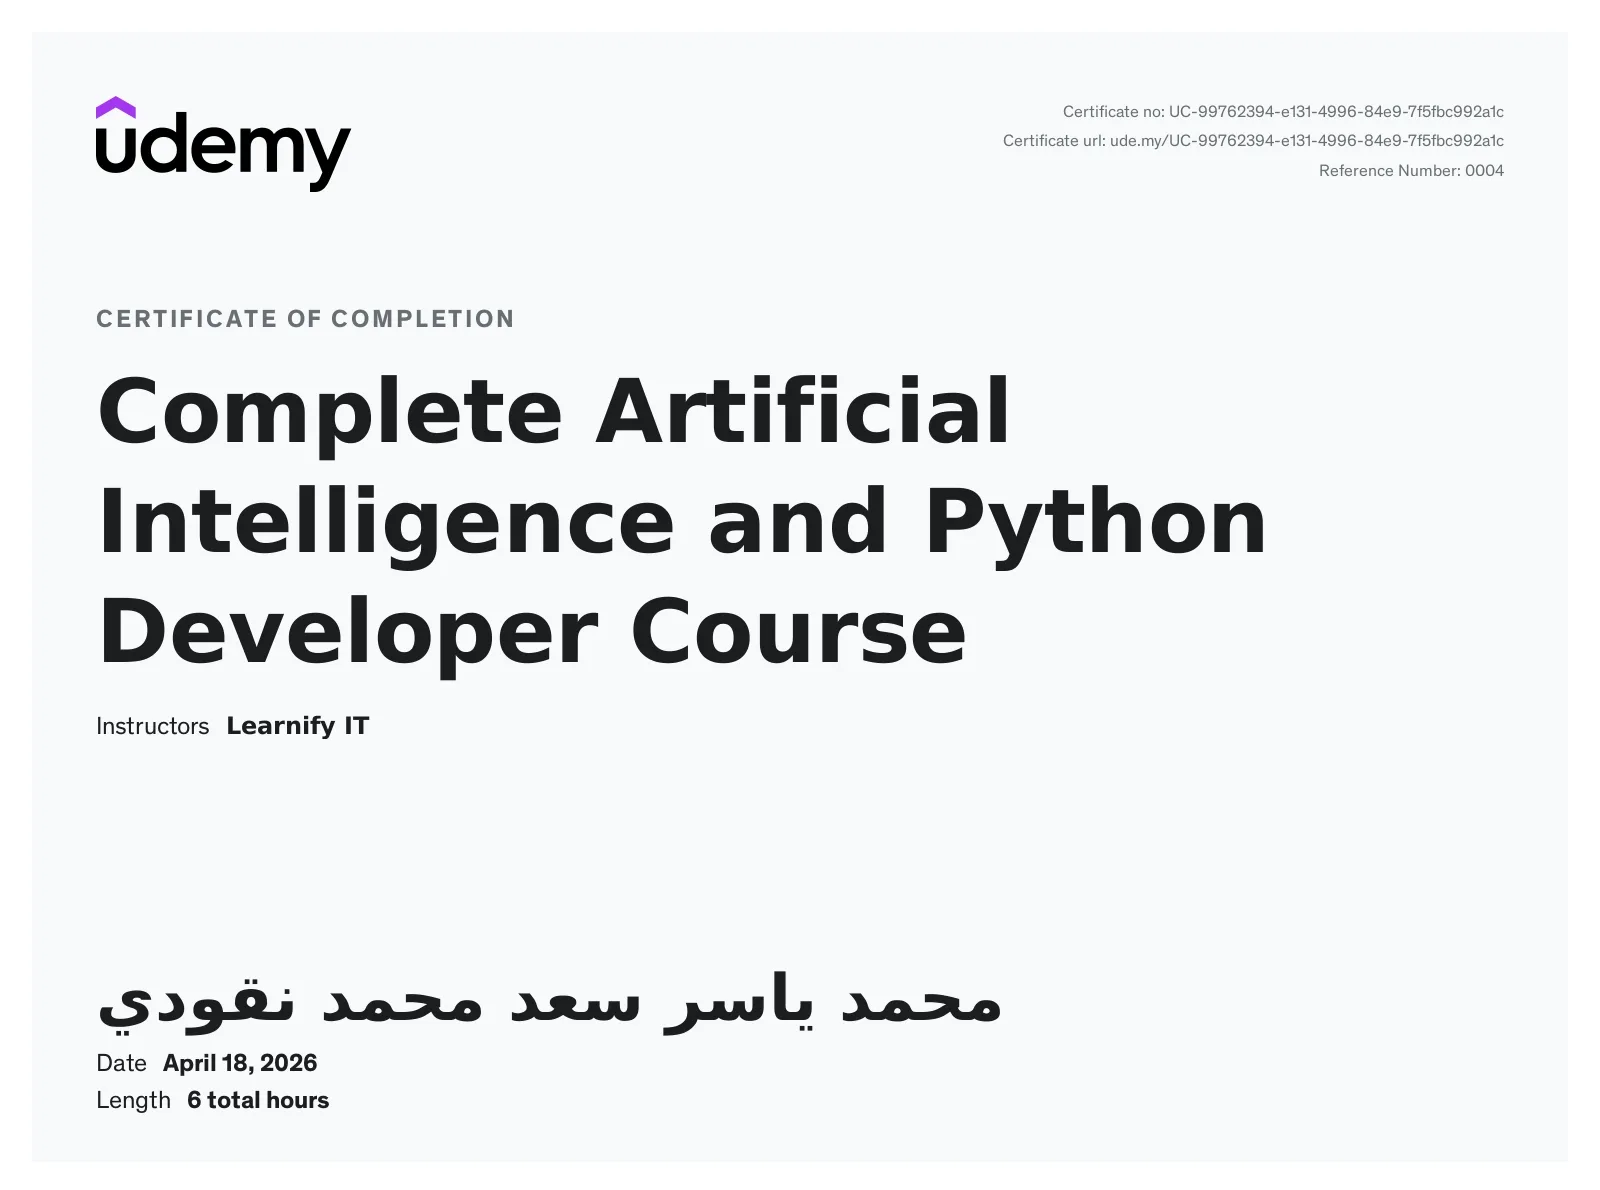 udemy
Certificate no: UC-99762394-e131-4996-84e9-7f5fbc992a1c
Certificate url: ude.my/UC-99762394-e131-4996-84e9-7f5fbc992a1c
Reference Number: 0004
CERTIFICATE OF COMPLETION
Complete Artificial
Intelligence and Python
Developer Course
Instructors Learnify IT
محمد ياسر سعد محمد نقودي
Date April 18, 2026
Length 6 total hours